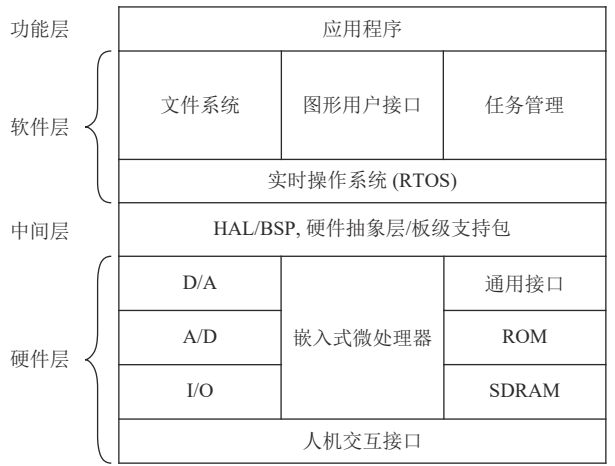 功能层
应用程序
软件层
文件系统
图形用户接口
任务管理
实时操作系统 (RTOS)
中间层
HAL/BSP, 硬件抽象层/板级支持包
硬件层
D/A
嵌入式微处理器
通用接口
A/D
ROM
I/O
SDRAM
人机交互接口